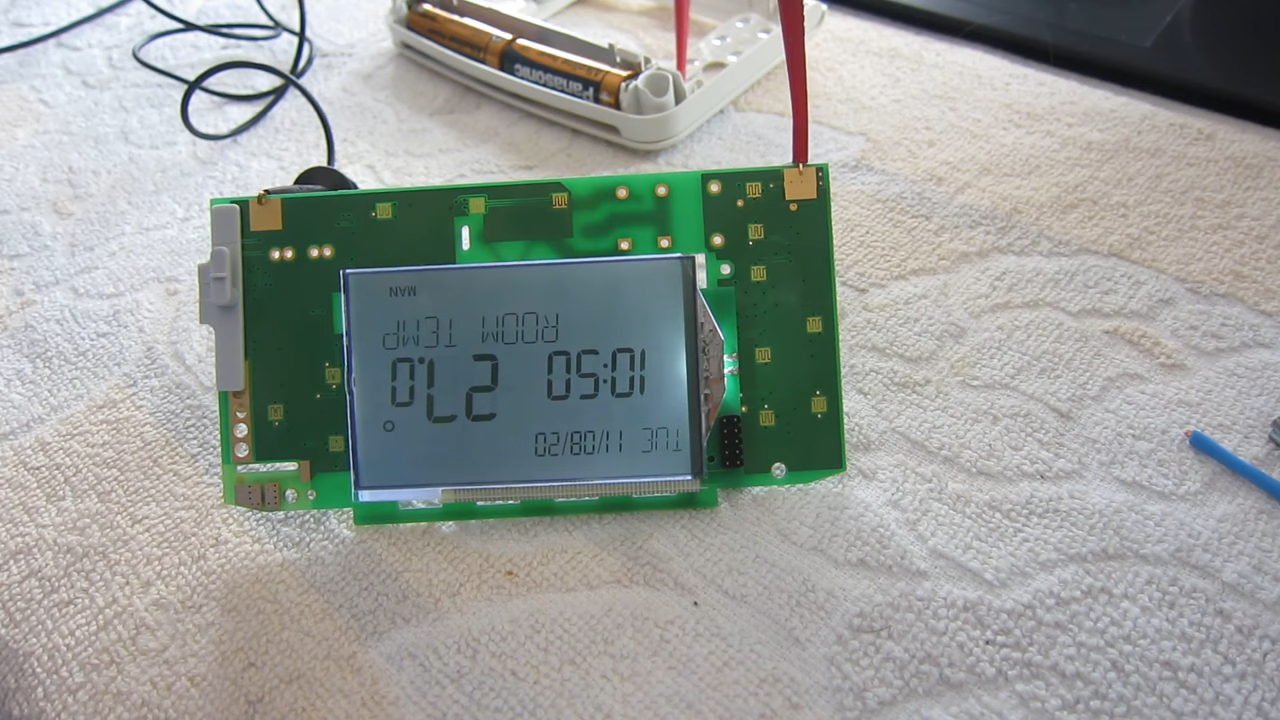 Panasonic
TUE 11/08/20
10:50 27.0°
ROOM TEMP
MAN